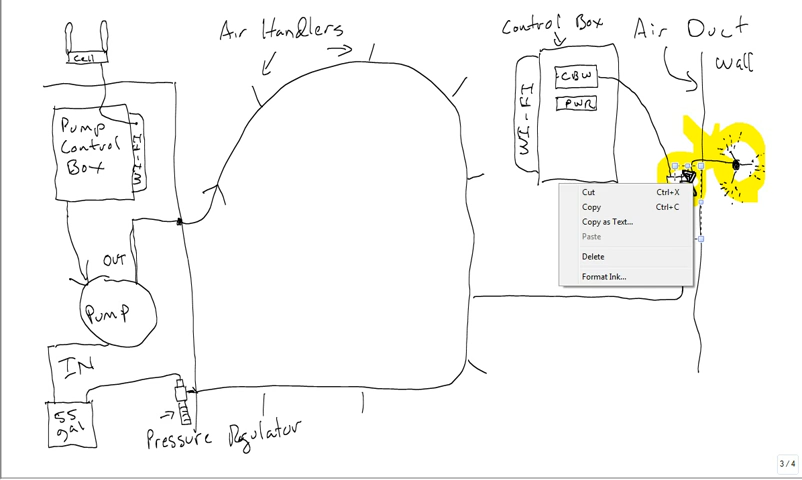 Air Handlers
Control Box
Air Duct
Wall
Cell
CBW
PWR
WI-FI
Pump
Control
Box
WI-FI
OUT
Pump
IN
55
gal
Pressure Regulator
Cut Ctrl+X
Copy Ctrl+C
Copy as Text...
Paste
Delete
Format Ink...
3 / 4